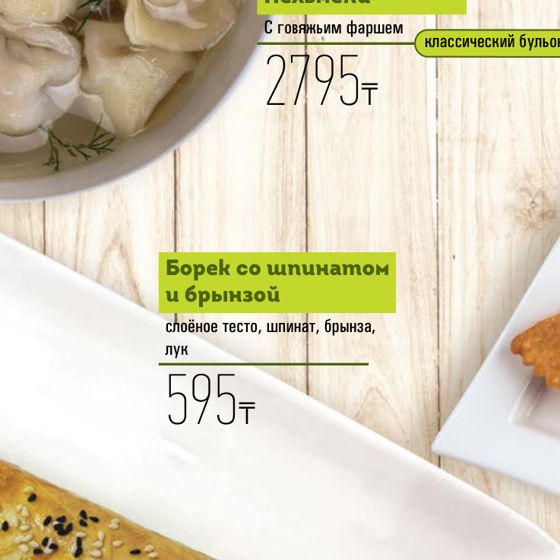 С говяжьим фаршем
классический бульон
2795₸
Борек со шпинатом
и брынзой
слоёное тесто, шпинат, брынза,
лук
595₸